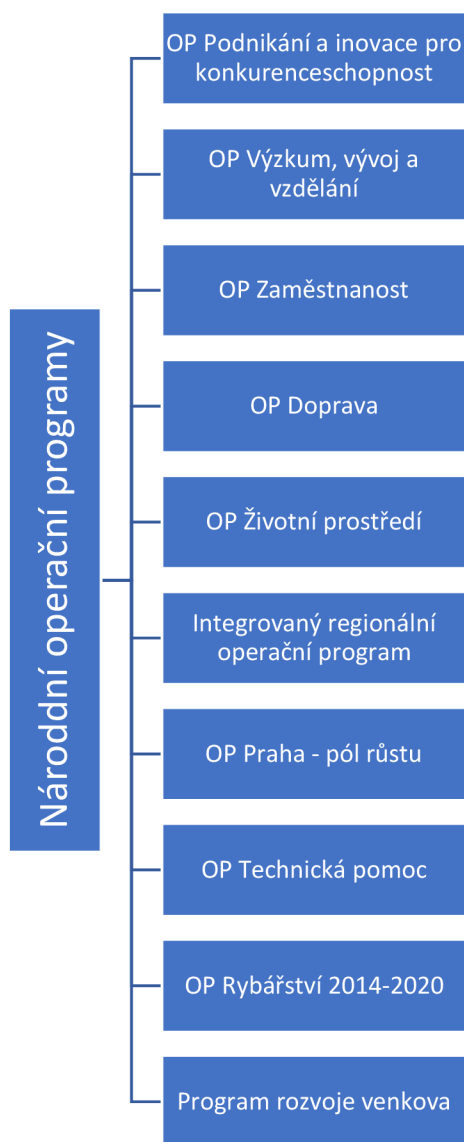 Ároddní operační programy
OP Podnikání a inovace pro
konkurenceschopnost
OP Výzkum, vývoj a
vzdělání
OP Zaměstnanost
OP Doprava
OP Životní prostředí
Integrovaný regionální
operační program
OP Praha - pól růstu
OP Technická pomoc
OP Rybářství 2014-2020
Program rozvoje venkova